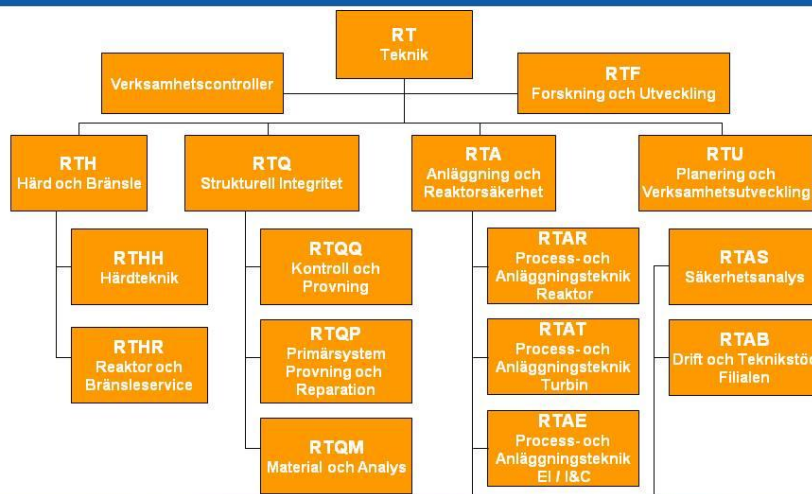 RT
Teknik
Verksamhetscontroller
RTF
Forskning och Utveckling
RTH
Härd och Bränsle
RTQ
Strukturell Integritet
RTA
Anläggning och
Reaktorsäkerhet
RTU
Planering och
Verksamhetsutveckling
RTHH
Härdteknik
RTHR
Reaktor och
Bränsleservice
RTQQ
Kontroll och
Provning
RTQP
Primärsystem
Provning och
Reparation
RTQM
Material och Analys
RTAR
Process- och
Anläggningsteknik
Reaktor
RTAT
Process- och
Anläggningsteknik
Turbin
RTAE
Process- och
Anläggningsteknik
El / I&C
RTAS
Säkerhetsanalys
RTAB
Drift och Teknikstöd
Filialen